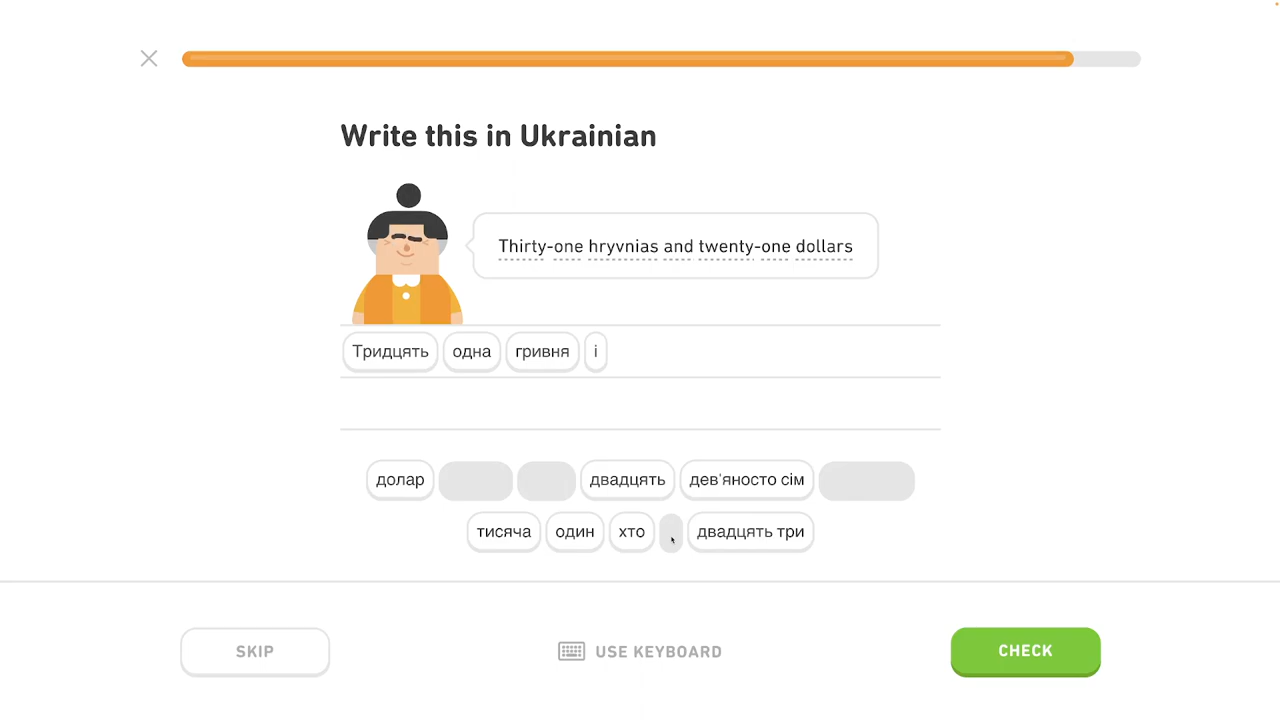 Write this in Ukrainian
Thirty-one hryvnias and twenty-one dollars
Тридцять одна гривня і
долар двадцять дев'яносто сім
тисяча один хто двадцять три
SKIP USE KEYBOARD CHECK